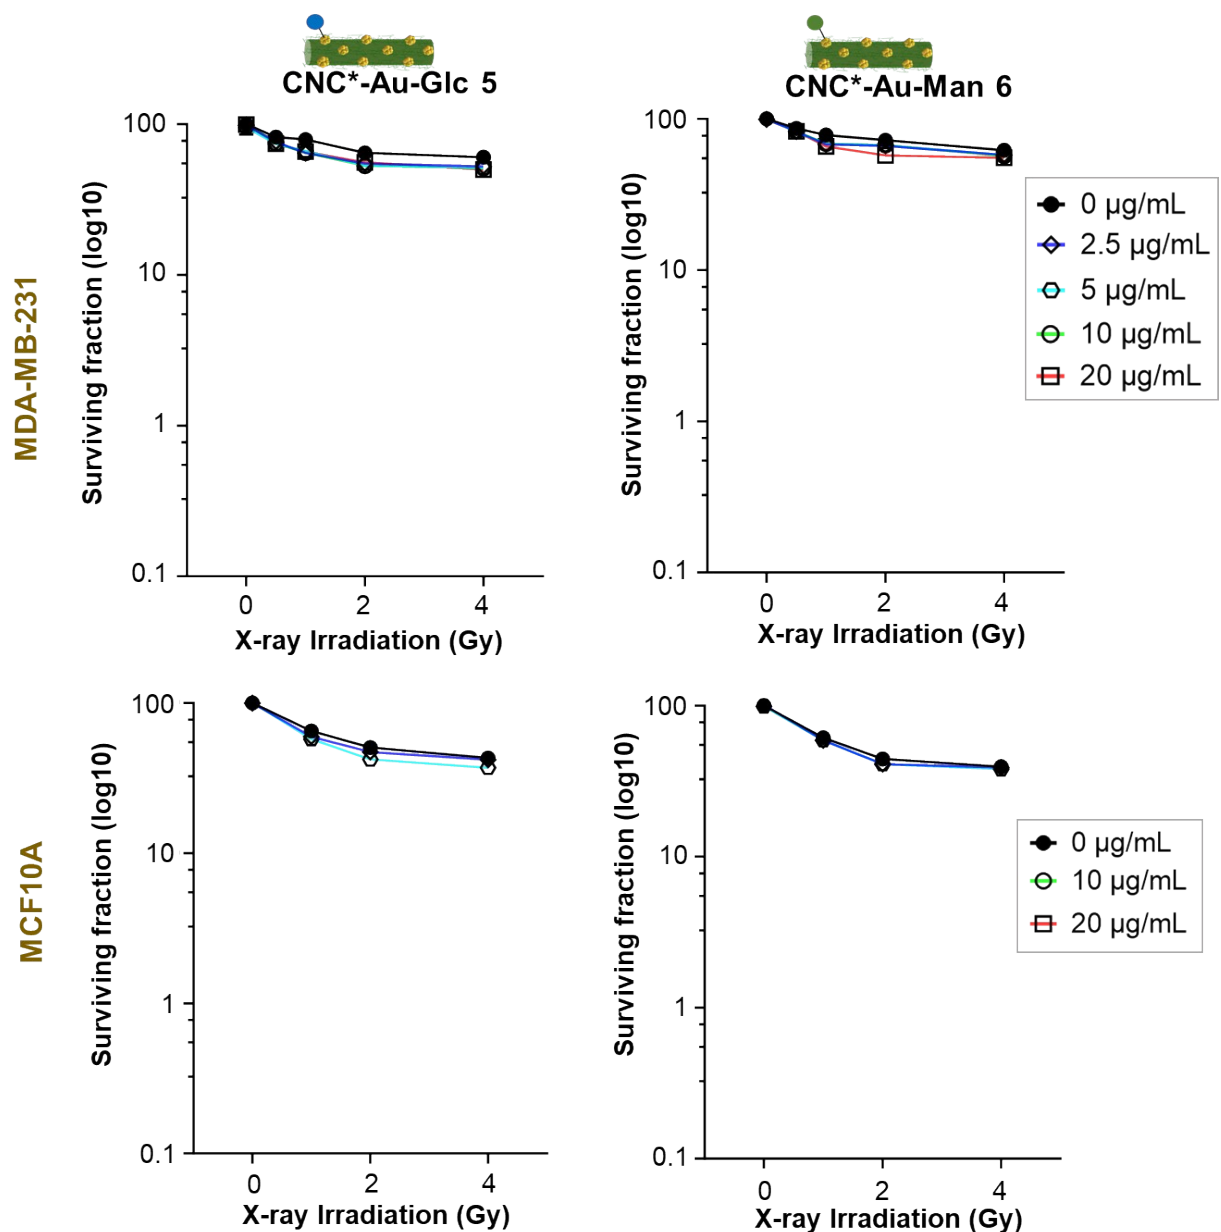 CNC*-Au-Glc 5
CNC*-Au-Man 6
MDA-MB-231
Surviving fraction (log10)
100
10
1
0.1
0
2
4
X-ray Irradiation (Gy)
Surviving fraction (log10)
100
10
1
0.1
0
2
4
X-ray Irradiation (Gy)
0 µg/mL
2.5 µg/mL
5 µg/mL
10 µg/mL
20 µg/mL
MCF10A
Surviving fraction (log10)
100
10
1
0.1
0
2
4
X-ray Irradiation (Gy)
Surviving fraction (log10)
100
10
1
0.1
0
2
4
X-ray Irradiation (Gy)
0 µg/mL
10 µg/mL
20 µg/mL